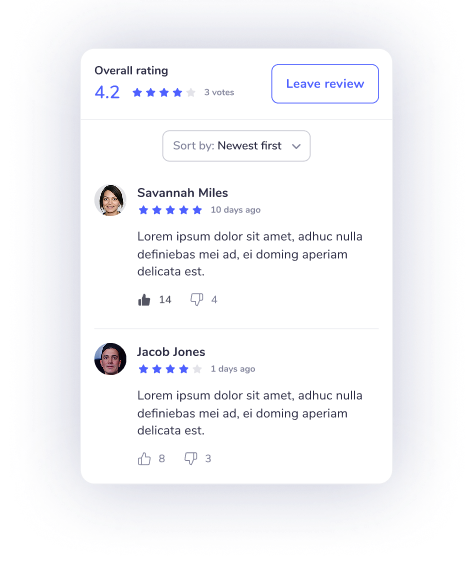 Overall rating
4.2 3 votes
Leave review
Sort by: Newest first
Savannah Miles
10 days ago
Lorem ipsum dolor sit amet, adhuc nulla
definiebas mei ad, ei doming aperiam
delicata est.
14 4
Jacob Jones
1 days ago
Lorem ipsum dolor sit amet, adhuc nulla
definiebas mei ad, ei doming aperiam
delicata est.
8 3